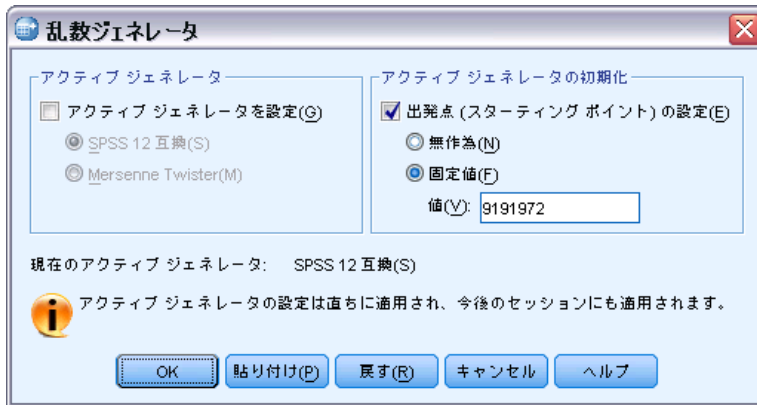 乱数ジェネレータ
アクティブ ジェネレータ
アクティブ ジェネレータを設定(G)
SPSS 12 互換(S)
Mersenne Twister(M)
アクティブ ジェネレータの初期化
出発点 (スターティング ポイント) の設定(E)
無作為(N)
固定値(F)
値(V): 9191972
現在のアクティブ ジェネレータ: SPSS 12 互換(S)
アクティブ ジェネレータの設定は直ちに適用され、今後のセッションにも適用されます。
OK 貼り付け(P) 戻す(R) キャンセル ヘルプ